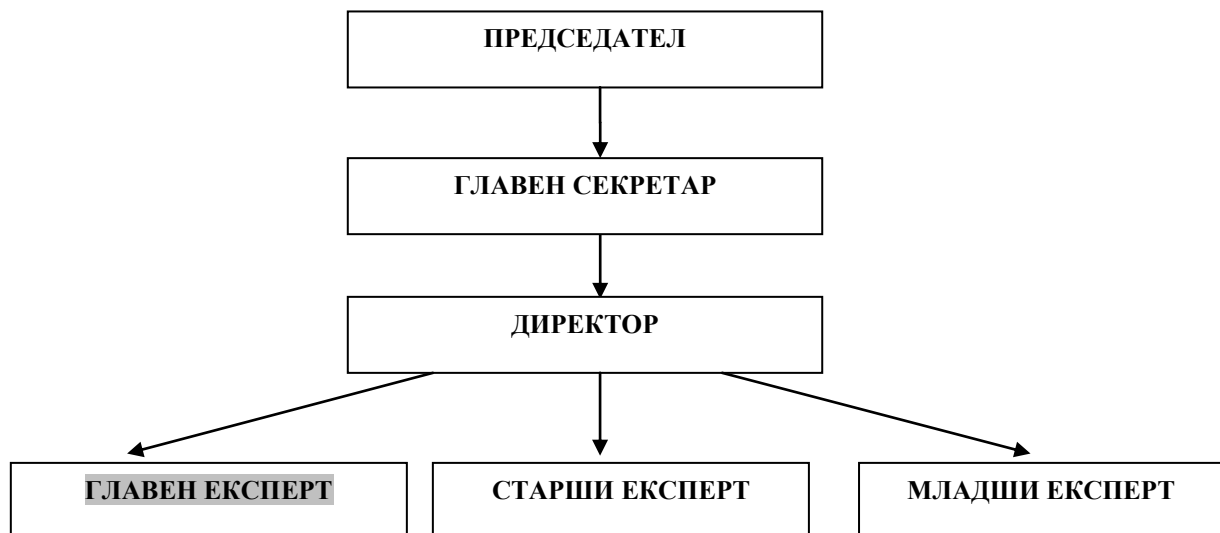 ПРЕДСЕДАТЕЛ
ГЛАВЕН СЕКРЕТАР
ДИРЕКТОР
ГЛАВЕН ЕКСПЕРТ
СТАРШИ ЕКСПЕРТ
МЛАДШИ ЕКСПЕРТ